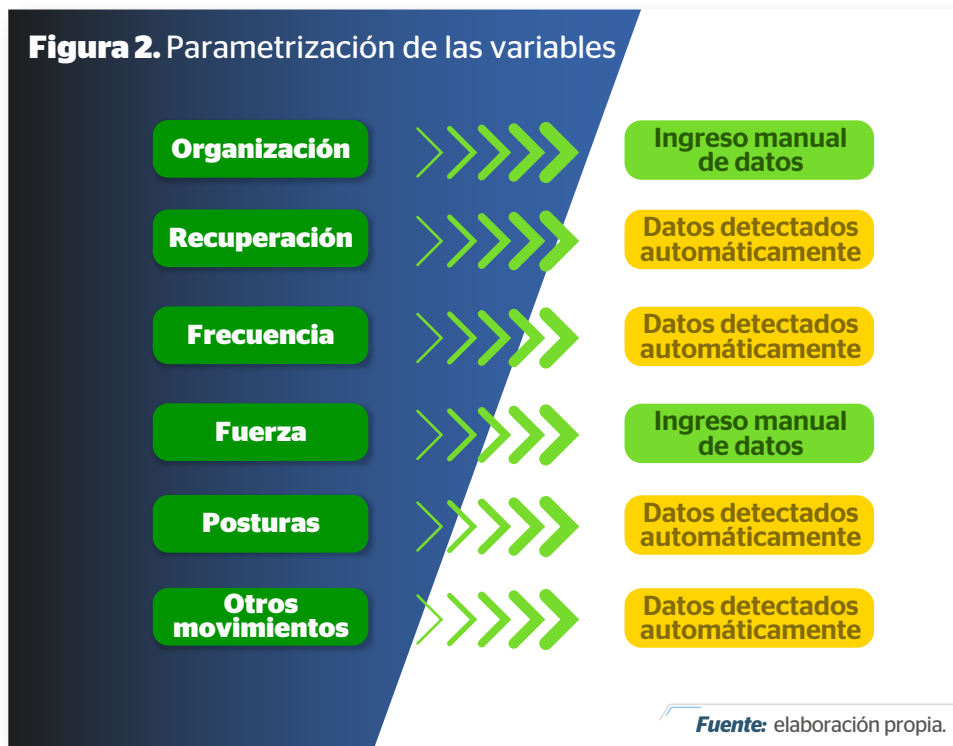 Figura 2. Parametrización de las variables
Organización
Ingreso manual
de datos
Recuperación
Datos detectados
automáticamente
Frecuencia
Datos detectados
automáticamente
Fuerza
Ingreso manual
de datos
Posturas
Datos detectados
automáticamente
Otros
movimientos
Datos detectados
automáticamente
Fuente: elaboración propia.